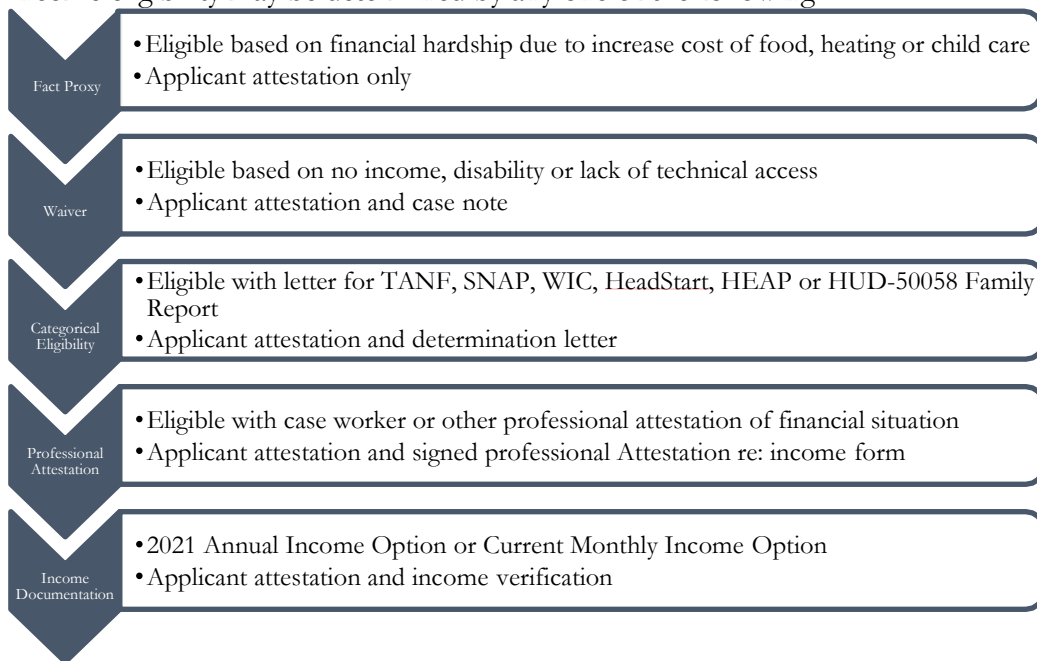 Fact Proxy
•Eligible based on financial hardship due to increase cost of food, heating or child care
•Applicant attestation only
Waiver
•Eligible based on no income, disability or lack of technical access
•Applicant attestation and case note
Categorical
Eligibility
•Eligible with letter for TANF, SNAP, WIC, HeadStart, HEAP or HUD-50058 Family
Report
•Applicant attestation and determination letter
Professional
Attestation
•Eligible with case worker or other professional attestation of financial situation
•Applicant attestation and signed professional Attestation re: income form
Income
Documentation
•2021 Annual Income Option or Current Monthly Income Option
•Applicant attestation and income verification